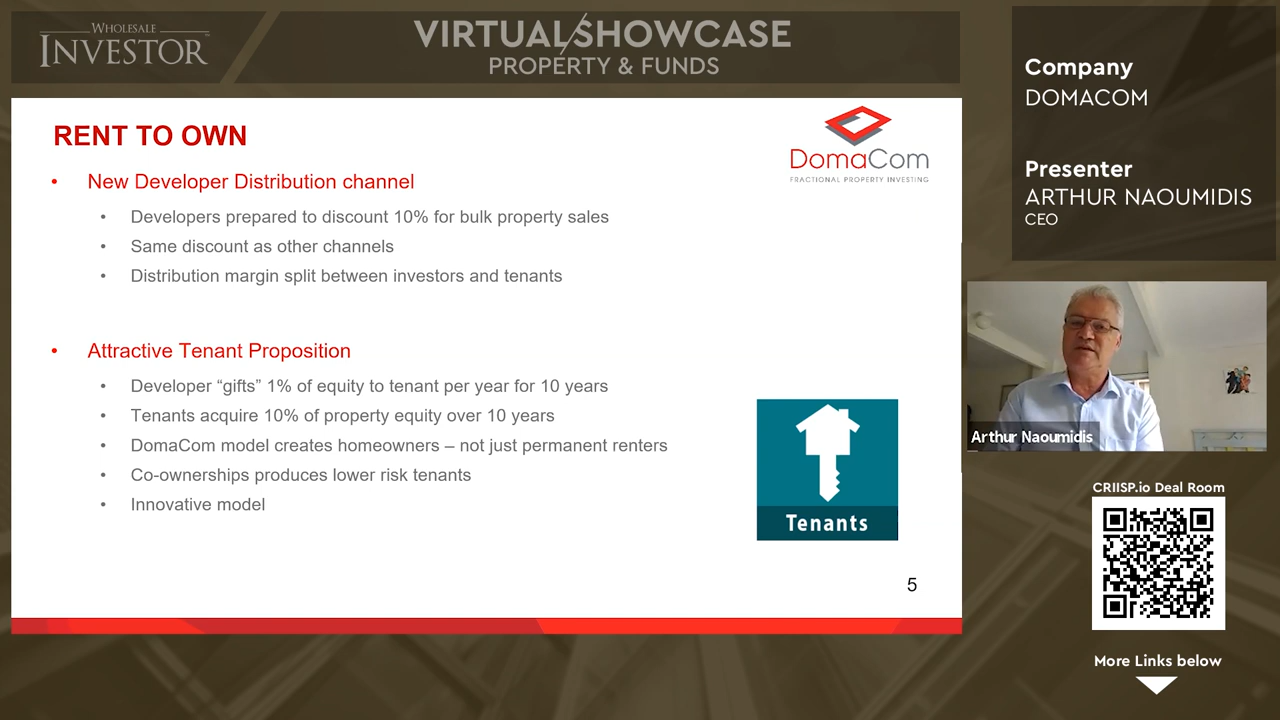 WHOLESALE
INVESTOR
VIRTUAL/SHOWCASE
PROPERTY & FUNDS
Company
DOMACOM
Presenter
ARTHUR NAOUMIDIS
CEO
RENT TO OWN
DomaCom
FRACTIONAL PROPERTY INVESTING
• New Developer Distribution channel
• Developers prepared to discount 10% for bulk property sales
• Same discount as other channels
• Distribution margin split between investors and tenants
• Attractive Tenant Proposition
• Developer “gifts” 1% of equity to tenant per year for 10 years
• Tenants acquire 10% of property equity over 10 years
• DomaCom model creates homeowners – not just permanent renters
• Co-ownerships produces lower risk tenants
• Innovative model
Tenants
5
Arthur Naoumidis
CRIISP.io Deal Room
More Links below